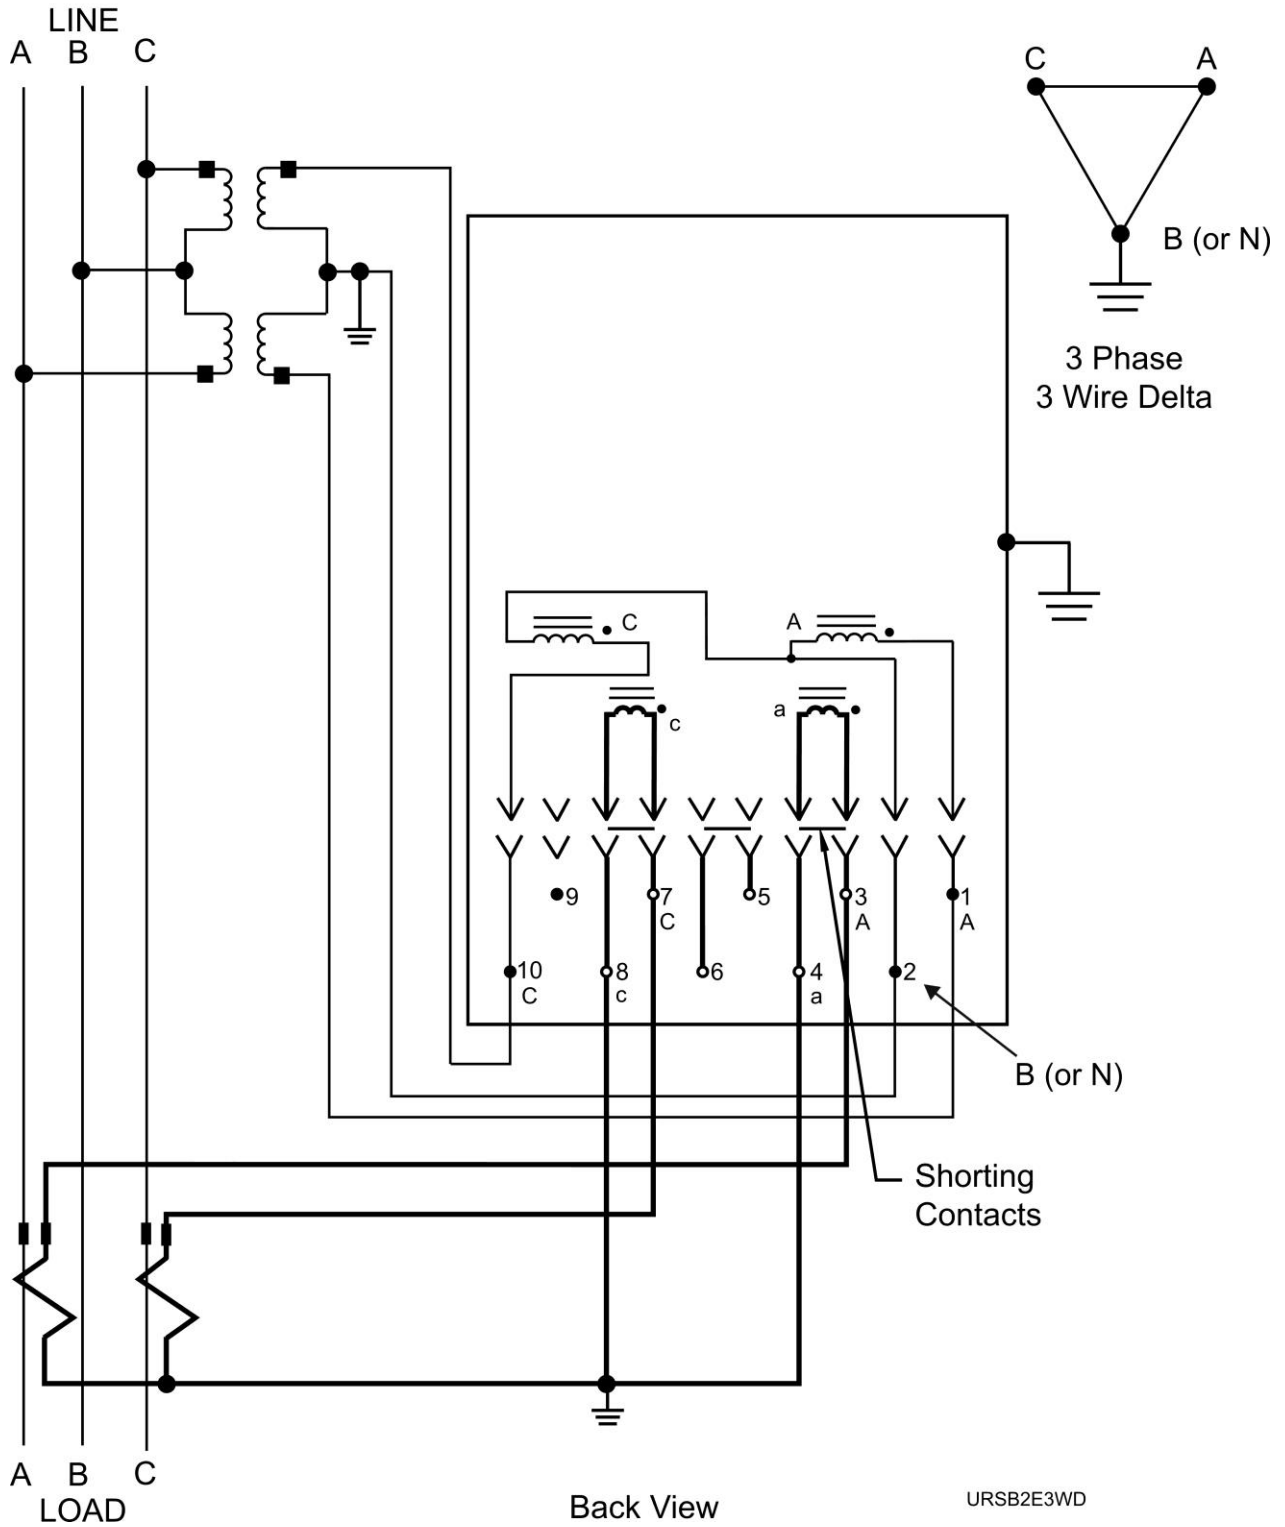 LINE
A B C
C A
B (or N)
3 Phase
3 Wire Delta
C A
c a
9 7 5 3 1
C A A
10 8 6 4 2
C c a
B (or N)
Shorting
Contacts
A B C
LOAD
Back View
URSB2E3WD